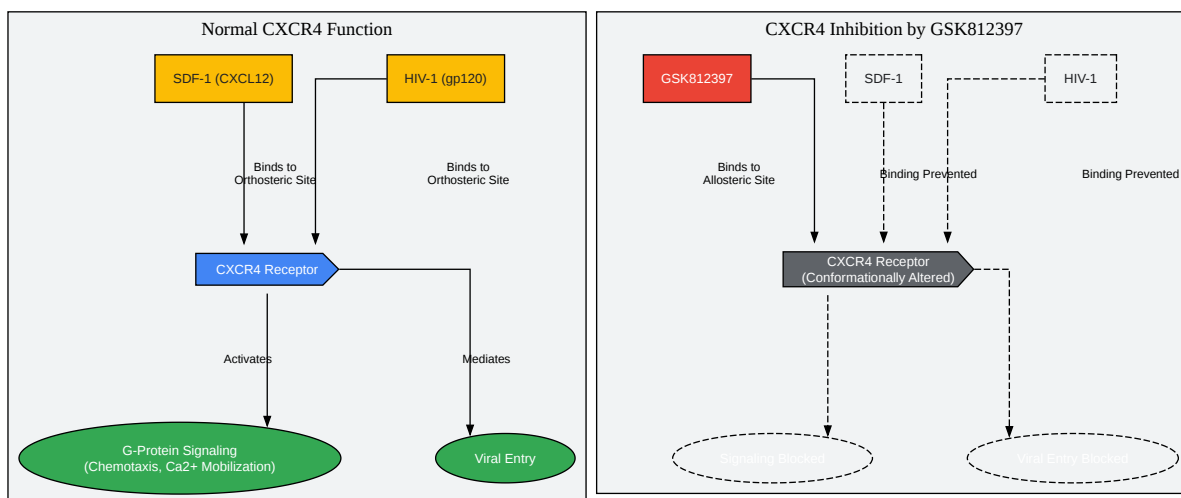 Normal CXCR4 Function
SDF-1 (CXCL12)
HIV-1 (gp120)
Binds to
Orthosteric Site
Binds to
Orthosteric Site
CXCR4 Receptor
Activates
Mediates
G-Protein Signaling
(Chemotaxis, Ca2+ Mobilization)
Viral Entry
CXCR4 Inhibition by GSK812397
GSK812397
SDF-1
HIV-1
Binds to
Allosteric Site
Binding Prevented
Binding Prevented
CXCR4 Receptor
(Conformationally Altered)
Signaling Blocked
Viral Entry Blocked